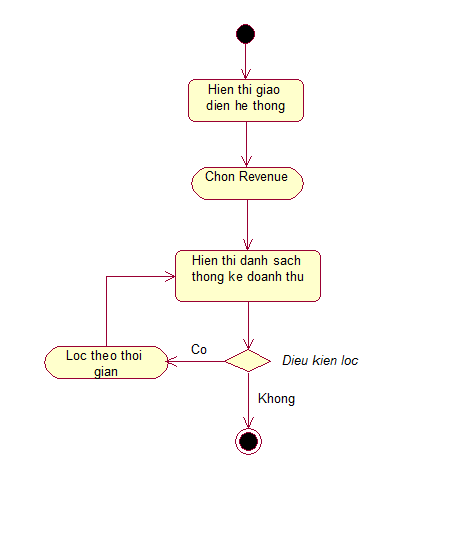 Hien thi giao
dien he thong
Chon Revenue
Hien thi danh sach
thong ke doanh thu
Co
Dieu kien loc
Loc theo thoi
gian
Khong